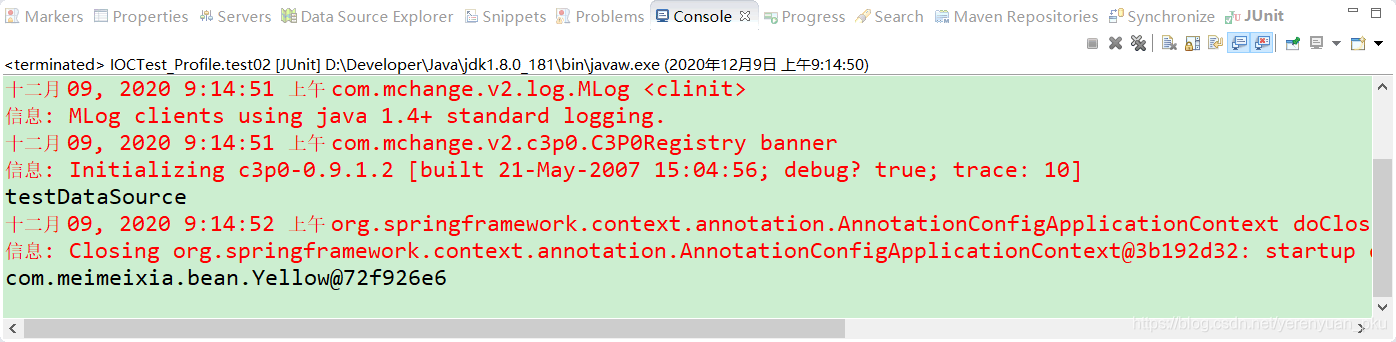 Markers Properties Servers Data Source Explorer Snippets Problems Console Progress Search Maven Repositories Synchronize JUnit
<terminated> IOCTest_Profile.test02 [JUnit] D:\Developer\Java\jdk1.8.0_181\bin\javaw.exe (2020年12月9日 上午9:14:50)
十二月 09, 2020 9:14:51 上午 com.mchange.v2.log.MLog <clinit>
信息: MLog clients using java 1.4+ standard logging.
十二月 09, 2020 9:14:51 上午 com.mchange.v2.c3p0.C3P0Registry banner
信息: Initializing c3p0-0.9.1.2 [built 21-May-2007 15:04:56; debug? true; trace: 10]
testDataSource
十二月 09, 2020 9:14:52 上午 org.springframework.context.annotation.AnnotationConfigApplicationContext doClos
信息: Closing org.springframework.context.annotation.AnnotationConfigApplicationContext@3b192d32: startup
com.meimeixia.bean.Yellow@72f926e6